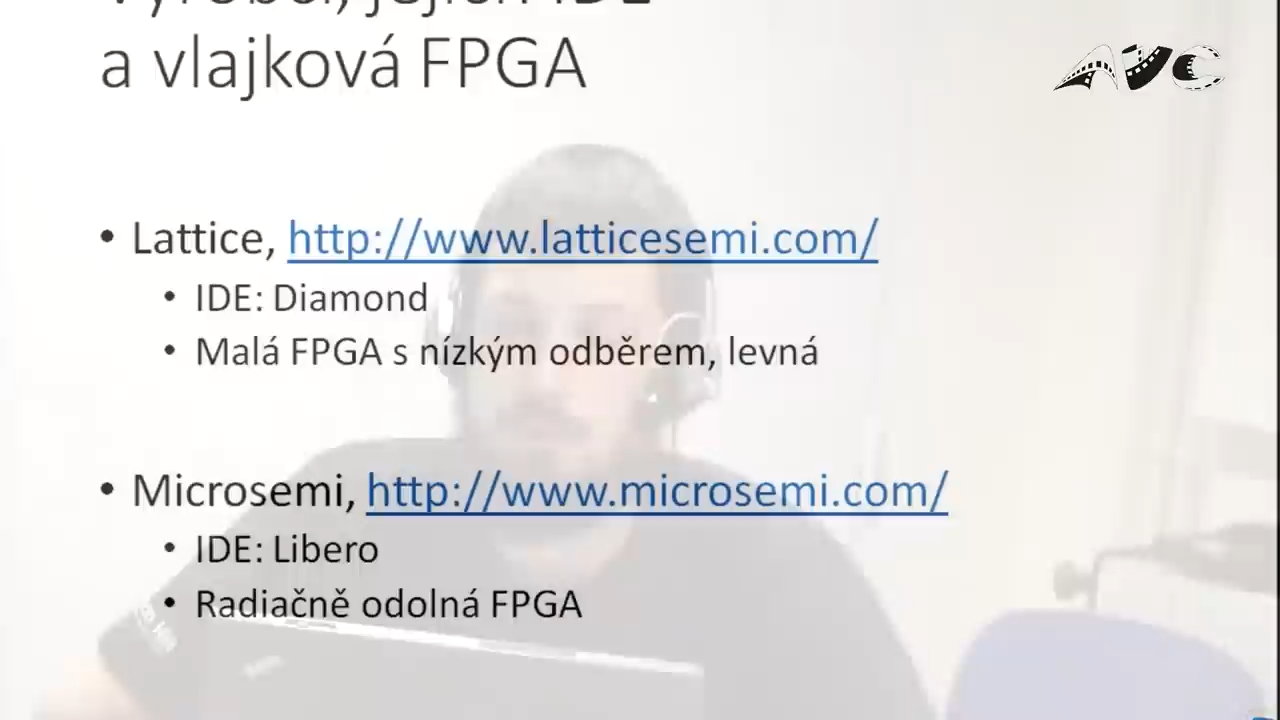 a vlajková FPGA
AVC
• Lattice, http://www.latticesemi.com/
• IDE: Diamond
• Malá FPGA s nízkým odběrem, levná
• Microsemi, http://www.microsemi.com/
• IDE: Libero
• Radiačně odolná FPGA